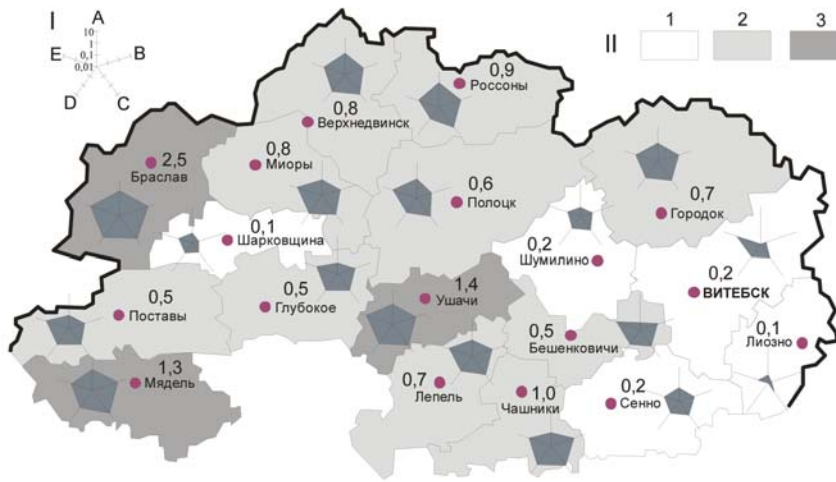 I
A
10
1
0,1
0,01
E
B
D
C
II
1 2 3
0,9
Россоны
0,8
Верхнедвинск
0,8
Миоры
2,5
Браслав
0,6
Полоцк
0,7
Городок
0,1
Шарковщина
0,2
Шумилино
0,2
ВИТЕБСК
0,5
Поставы
0,5
Глубокое
1,4
Ушачи
0,5
Бешенковичи
0,1
Лиозно
1,3
Мядель
0,7
Лепель
1,0
Чашники
0,2
Сенно